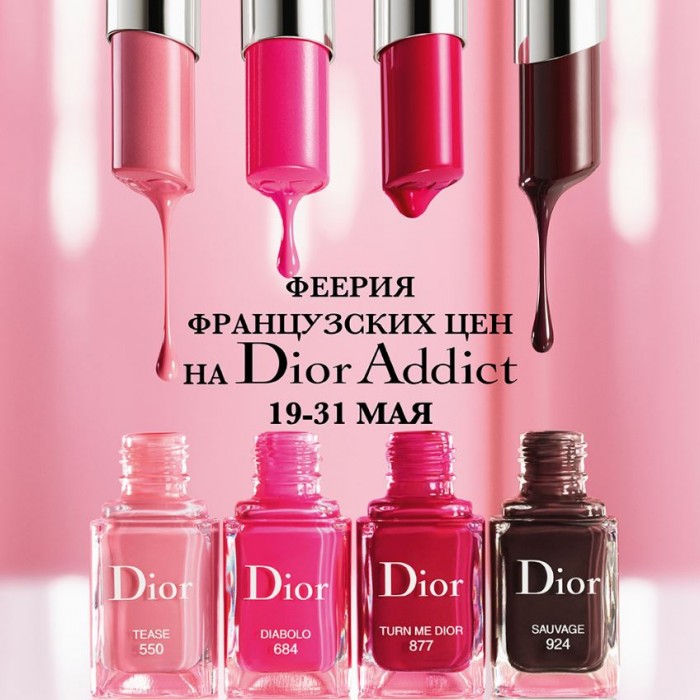 ФЕЕРИЯ
ФРАНЦУЗСКИХ ЦЕН
НА Dior Addict
19-31 МАЯ
Dior
TEASE
550
Dior
DIABOLO
684
Dior
TURN ME DIOR
877
Dior
SAUVAGE
924